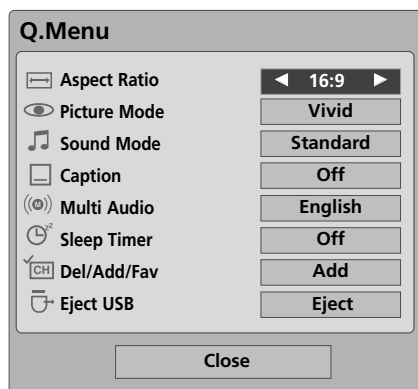 Q.Menu
Aspect Ratio ◄ 16:9 ►
Picture Mode Vivid
Sound Mode Standard
Caption Off
((M)) Multi Audio English
zz Sleep Timer Off
CH Del/Add/Fav Add
Eject USB Eject
Close